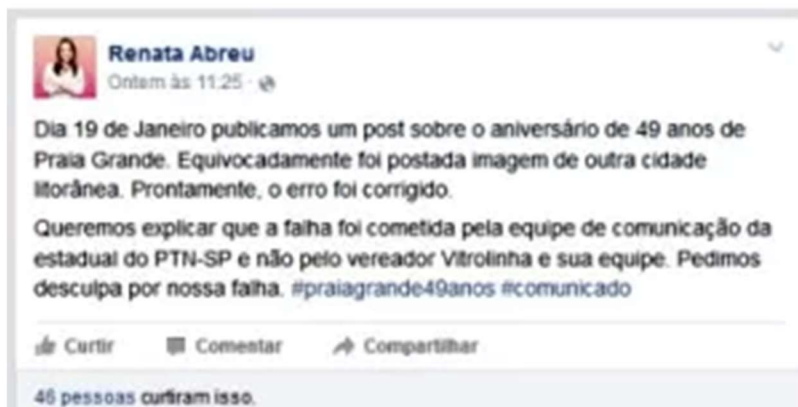 Renata Abreu
Ontem às 11:25 ·
Dia 19 de Janeiro publicamos um post sobre o aniversário de 49 anos de
Praia Grande. Equivocadamente foi postada imagem de outra cidade
litorânea. Prontamente, o erro foi corrigido.
Queremos explicar que a falha foi cometida pela equipe de comunicação da
estadual do PTN-SP e não pelo vereador Vitrolinha e sua equipe. Pedimos
desculpa por nossa falha. #praiagrande49anos #comunicado
Curtir Comentar Compartilhar
46 pessoas curtiram isso.